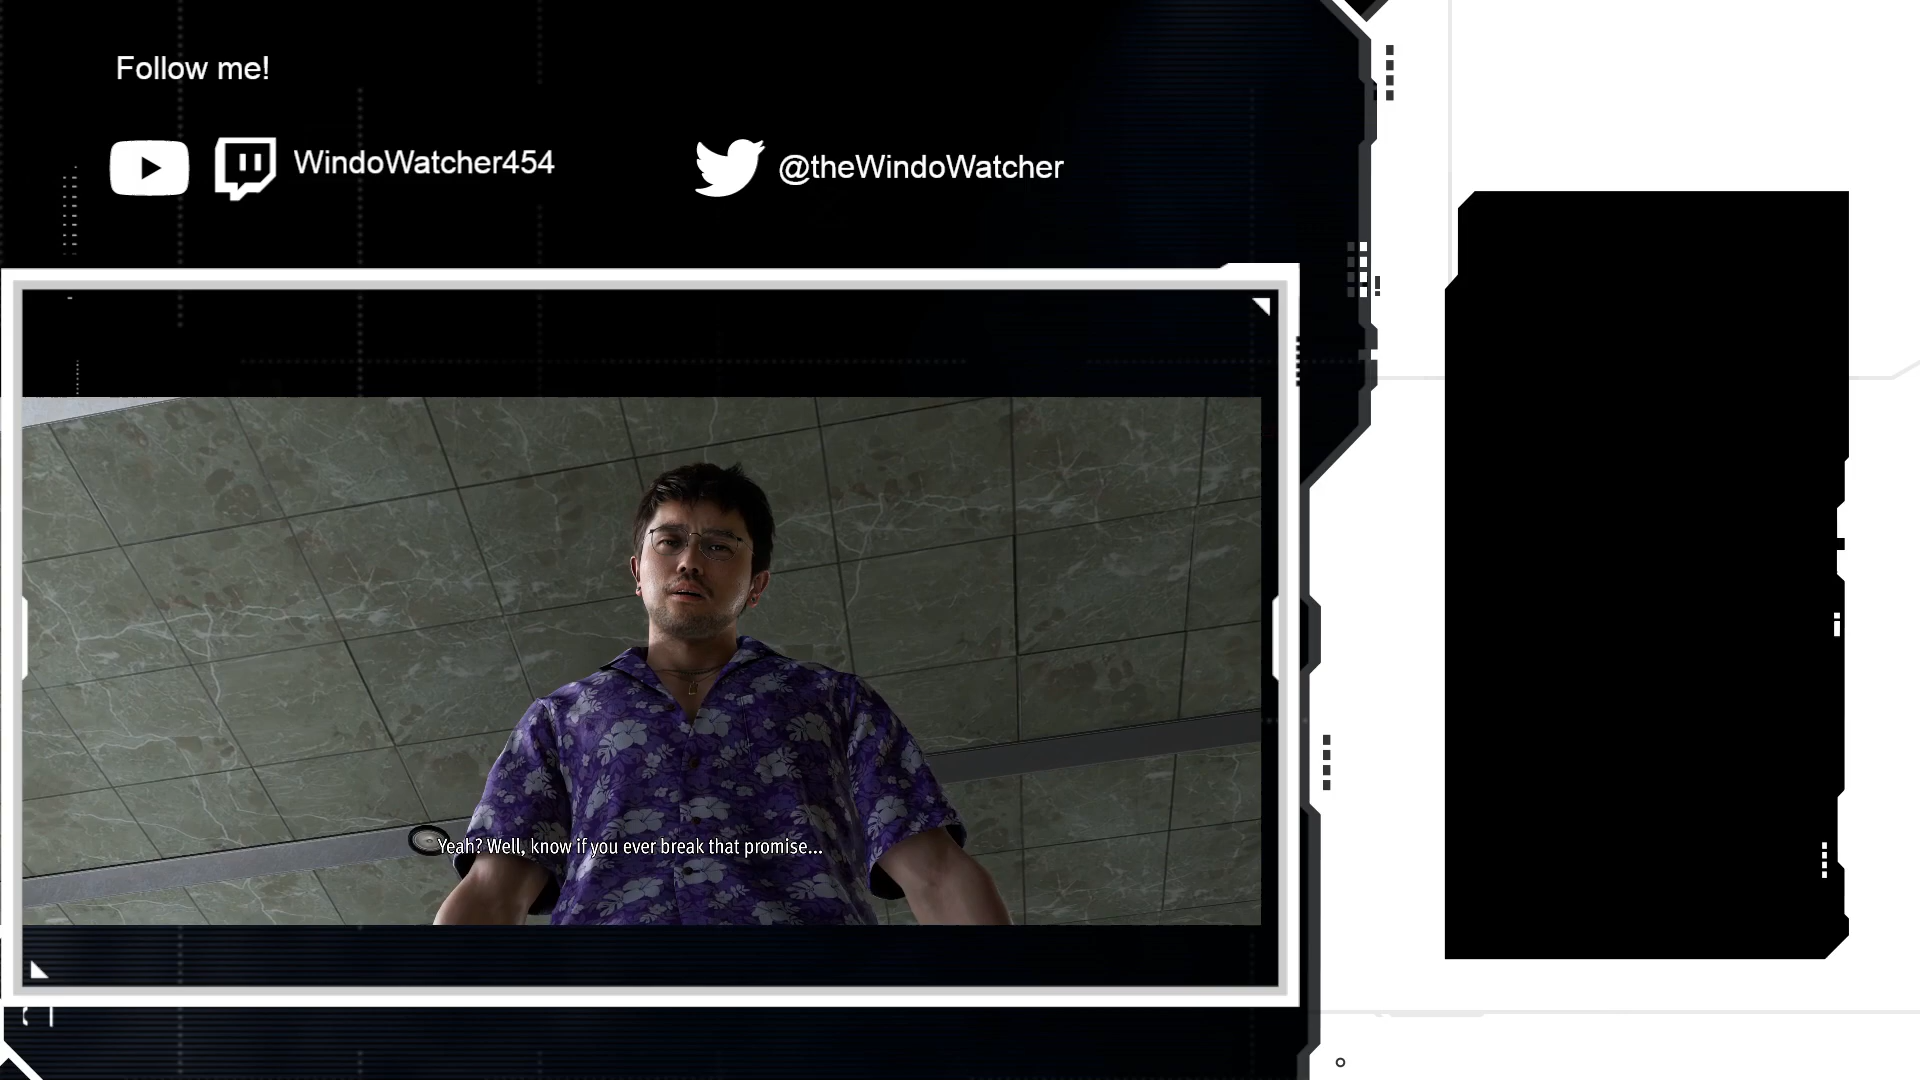 Follow me!
WindoWatcher454
@theWindoWatcher
Yeah? Well, know if you ever break that promise...